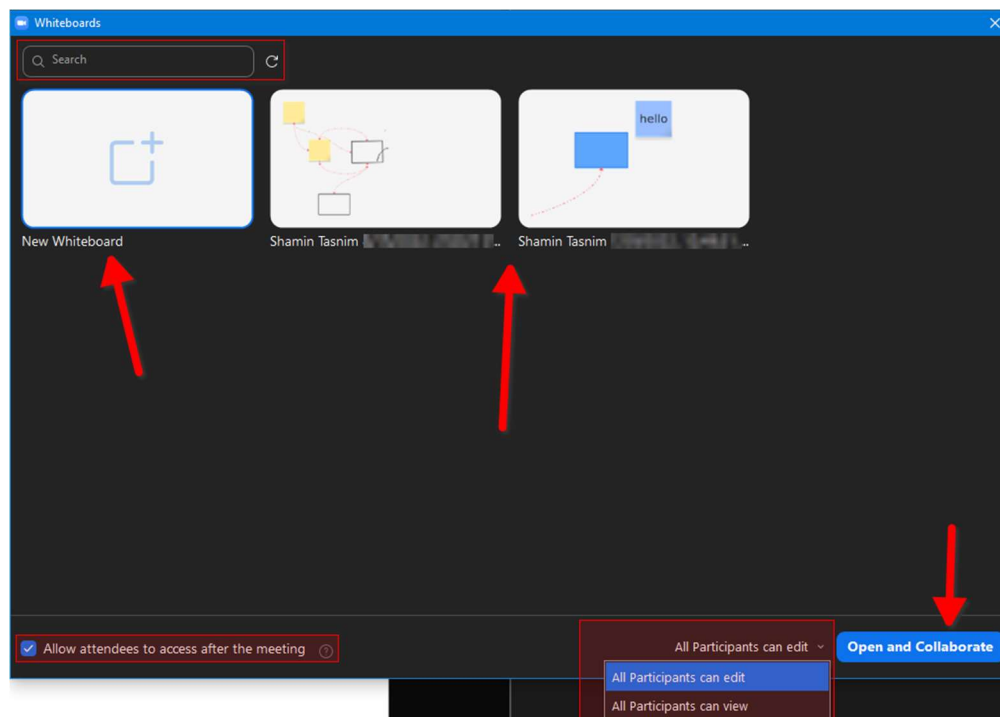 Whiteboards
Search
hello
New Whiteboard
Shamin Tasnim
Shamin Tasnim
Allow attendees to access after the meeting ?
All Participants can edit
Open and Collaborate
All Participants can edit
All Participants can view